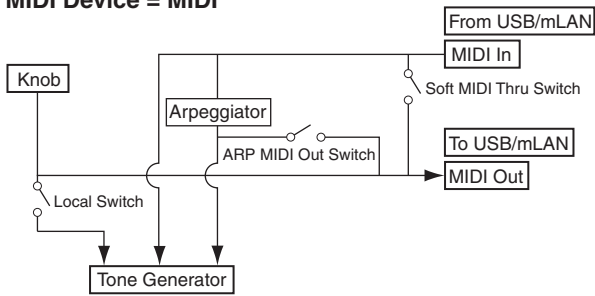 MIDI Device = MIDI
From USB/mLAN
MIDI In
Knob
Soft MIDI Thru Switch
Arpeggiator
To USB/mLAN
ARP MIDI Out Switch
MIDI Out
Local Switch
Tone Generator